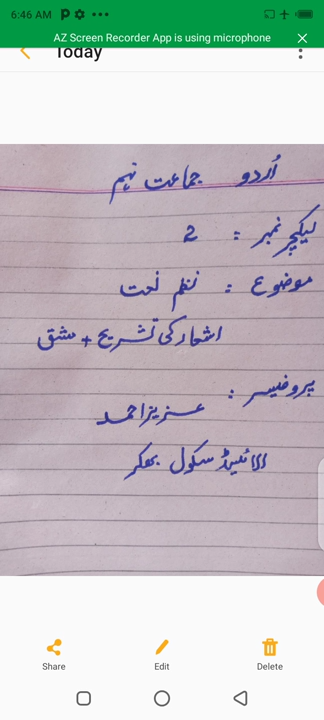 6:46 AM
AZ Screen Recorder App is using microphone
Today
اُردو جماعت نہم
لیکچر نمبر : 2
موضوع : نظم نعت
اشعار کی تشریح + مشق
پروفیسر :
عزیز احمد
الائیڈ سکول بھکر
Share Edit Delete